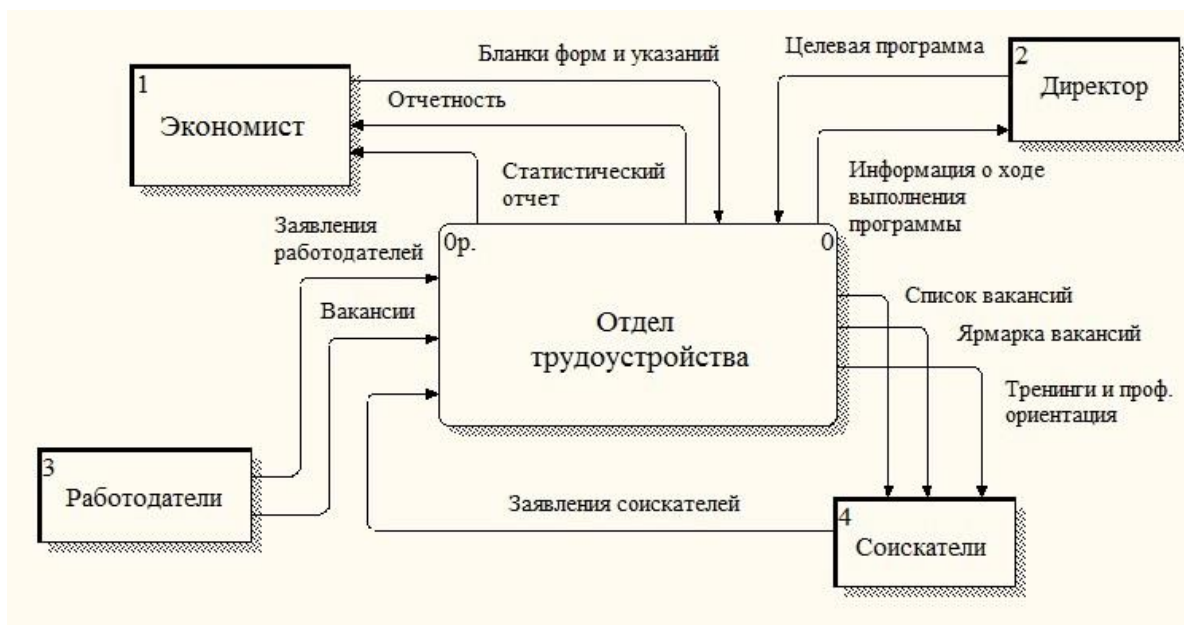 Бланки форм и указаний
Целевая программа
1
Экономист
2
Директор
Отчетность
Статистический
отчет
Информация о ходе
выполнения
программы
Заявления
работодателей
0р.
0
Отдел
трудоустройства
Вакансии
Список вакансий
Ярмарка вакансий
Тренинги и проф.
ориентация
3
Работодатели
Заявления соискателей
4
Соискатели